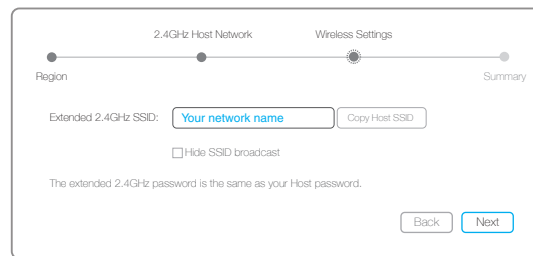 2.4GHz Host Network Wireless Settings
Region Summary
Extended 2.4GHz SSID: Your network name Copy Host SSID
Hide SSID broadcast
The extended 2.4GHz password is the same as your Host password.
Back Next